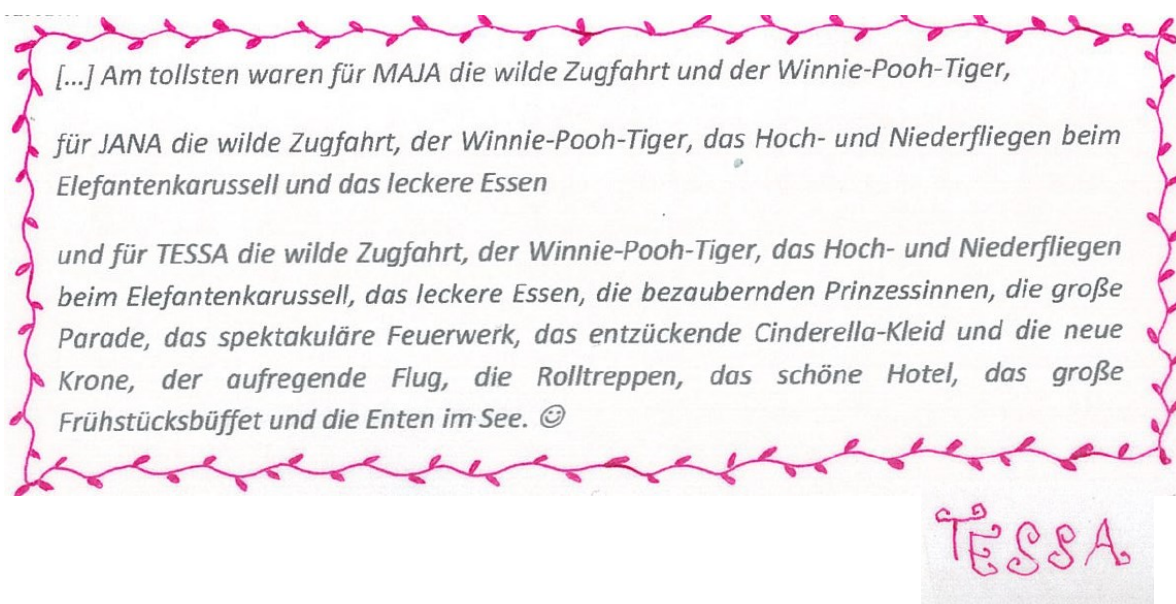 [...] Am tollsten waren für MAJA die wilde Zugfahrt und der Winnie-Pooh-Tiger,
für JANA die wilde Zugfahrt, der Winnie-Pooh-Tiger, das Hoch- und Niederfliegen beim
Elefantenkarussell und das leckere Essen
und für TESSA die wilde Zugfahrt, der Winnie-Pooh-Tiger, das Hoch- und Niederfliegen
beim Elefantenkarussell, das leckere Essen, die bezaubernden Prinzessinnen, die große
Parade, das spektakuläre Feuerwerk, das entzückende Cinderella-Kleid und die neue
Krone, der aufregende Flug, die Rolltreppen, das schöne Hotel, das große
Frühstücksbüffet und die Enten im See. ☺
TESSA